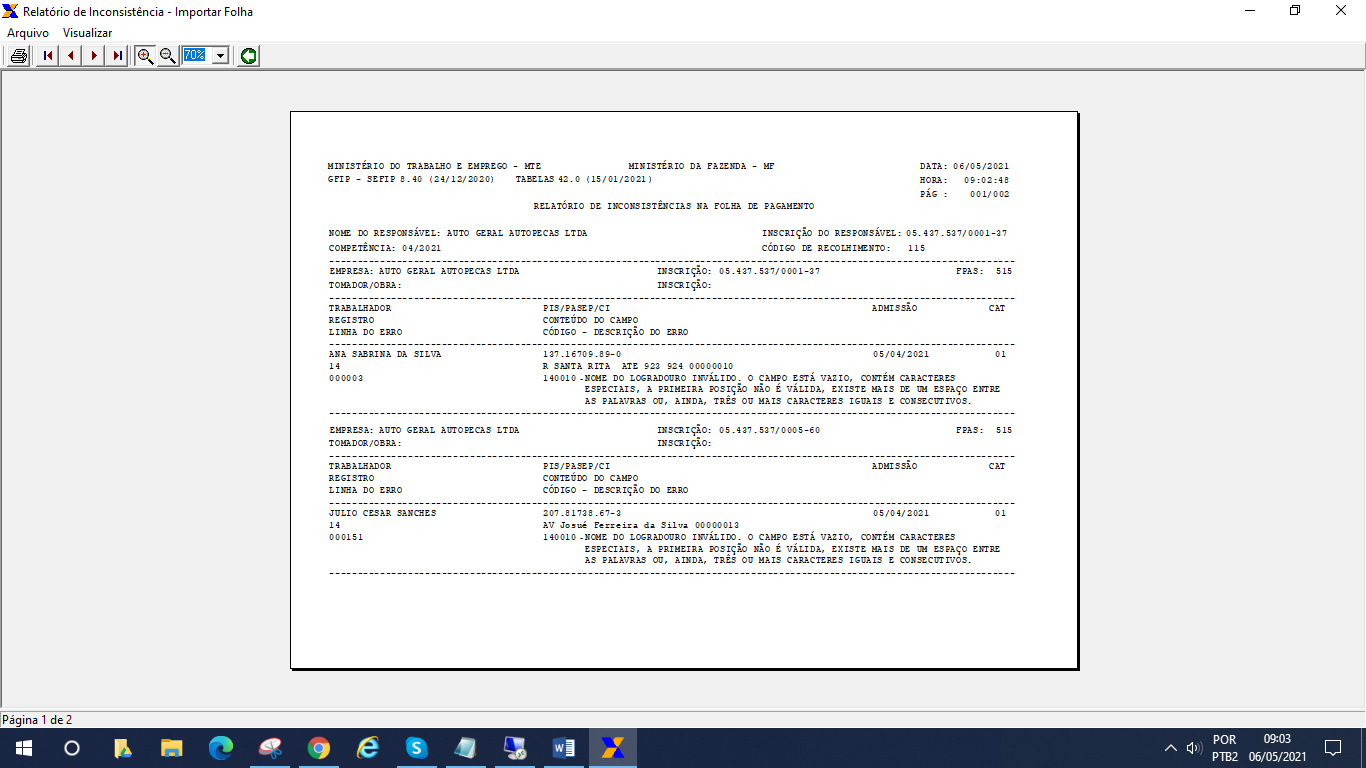 Relatório de Inconsistência - Importar Folha
Arquivo Visualizar
70%
MINISTÉRIO DO TRABALHO E EMPREGO - MTE MINISTÉRIO DA FAZENDA - MF DATA: 06/05/2021
GFIP - SEFIP 8.40 (24/12/2020) TABELAS 42.0 (15/01/2021) HORA: 09:02:48
PÁG : 001/002
RELATÓRIO DE INCONSISTÊNCIAS NA FOLHA DE PAGAMENTO
NOME DO RESPONSÁVEL: AUTO GERAL AUTOPECAS LTDA INSCRIÇÃO DO RESPONSÁVEL: 05.437.537/0001-37
COMPETÊNCIA: 04/2021 CÓDIGO DE RECOLHIMENTO: 115
EMPRESA: AUTO GERAL AUTOPECAS LTDA INSCRIÇÃO: 05.437.537/0001-37 FPAS: 515
TOMADOR/OBRA: INSCRIÇÃO:
TRABALHADOR PIS/PASEP/CI ADMISSÃO CAT
REGISTRO CONTEÚDO DO CAMPO
LINHA DO ERRO CÓDIGO - DESCRIÇÃO DO ERRO
ANA SABRINA DA SILVA 137.16709.89-0 05/04/2021 01
14 R SANTA RITA ATE 923 924 00000010
000003 140010 - NOME DO LOGRADOURO INVÁLIDO. O CAMPO ESTÁ VAZIO, CONTÉM CARACTERES
ESPECIAIS, A PRIMEIRA POSIÇÃO NÃO É VÁLIDA, EXISTE MAIS DE UM ESPAÇO ENTRE
AS PALAVRAS OU, AINDA, TRÊS OU MAIS CARACTERES IGUAIS E CONSECUTIVOS.
EMPRESA: AUTO GERAL AUTOPECAS LTDA INSCRIÇÃO: 05.437.537/0005-60 FPAS: 515
TOMADOR/OBRA: INSCRIÇÃO:
TRABALHADOR PIS/PASEP/CI ADMISSÃO CAT
REGISTRO CONTEÚDO DO CAMPO
LINHA DO ERRO CÓDIGO - DESCRIÇÃO DO ERRO
JULIO CESAR SANCHES 207.81738.67-3 05/04/2021 01
14 AV Josué Ferreira da Silva 00000013
000151 140010 - NOME DO LOGRADOURO INVÁLIDO. O CAMPO ESTÁ VAZIO, CONTÉM CARACTERES
ESPECIAIS, A PRIMEIRA POSIÇÃO NÃO É VÁLIDA, EXISTE MAIS DE UM ESPAÇO ENTRE
AS PALAVRAS OU, AINDA, TRÊS OU MAIS CARACTERES IGUAIS E CONSECUTIVOS.
Página 1 de 2
POR 09:03
PTB2 06/05/2021